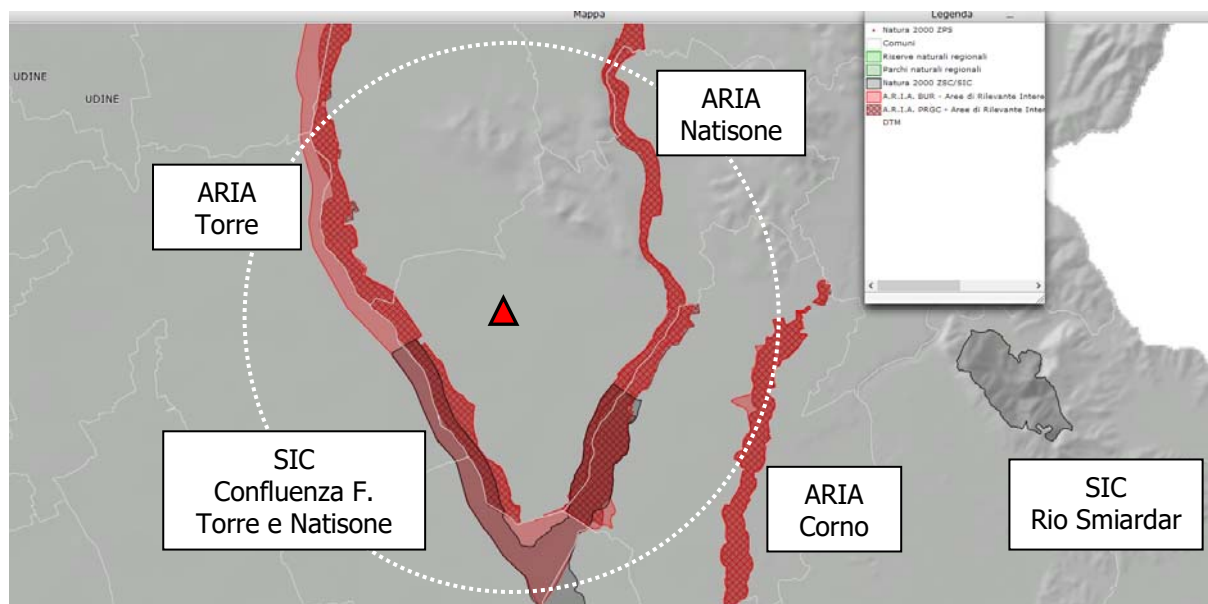 Mappa
Legenda
Natura 2000 ZPS
Comuni
Riserve naturali regionali
Parchi naturali regionali
Natura 2000 ZSC/SIC
A.R.I.A. BUR - Aree di Rilevante Intere
A.R.I.A. PRGC - Aree di Rilevante Inter
DTM
UDINE
UDINE
ARIA
Natisone
ARIA
Torre
SIC
Confluenza F.
Torre e Natisone
ARIA
Corno
SIC
Rio Smiardar